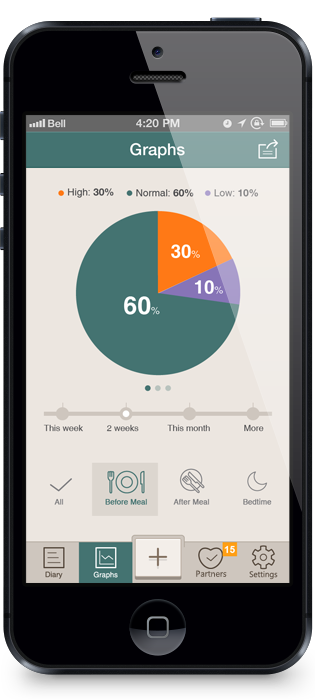 Bell 4:20 PM
Graphs
High: 30% Normal: 60% Low: 10%
30%
10%
60%
This week 2 weeks This month More
All Before Meal After Meal Bedtime
15
Diary Graphs + Partners Settings